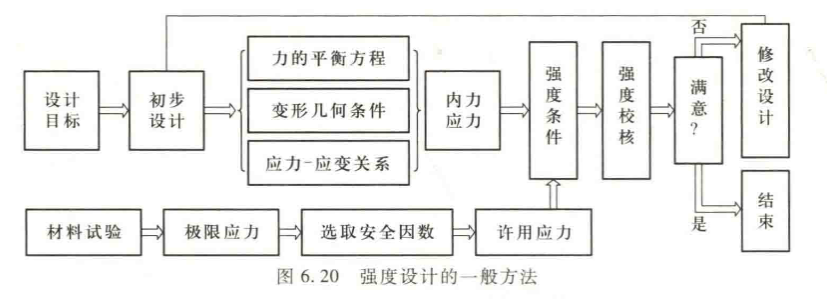 设计
目标
初步
设计
力的平衡方程
变形几何条件
应力-应变关系
内力
应力
强度条件
强度校核
满意?
否
修改设计
是
结束
材料试验
极限应力
选取安全因数
许用应力
图 6.20 强度设计的一般方法